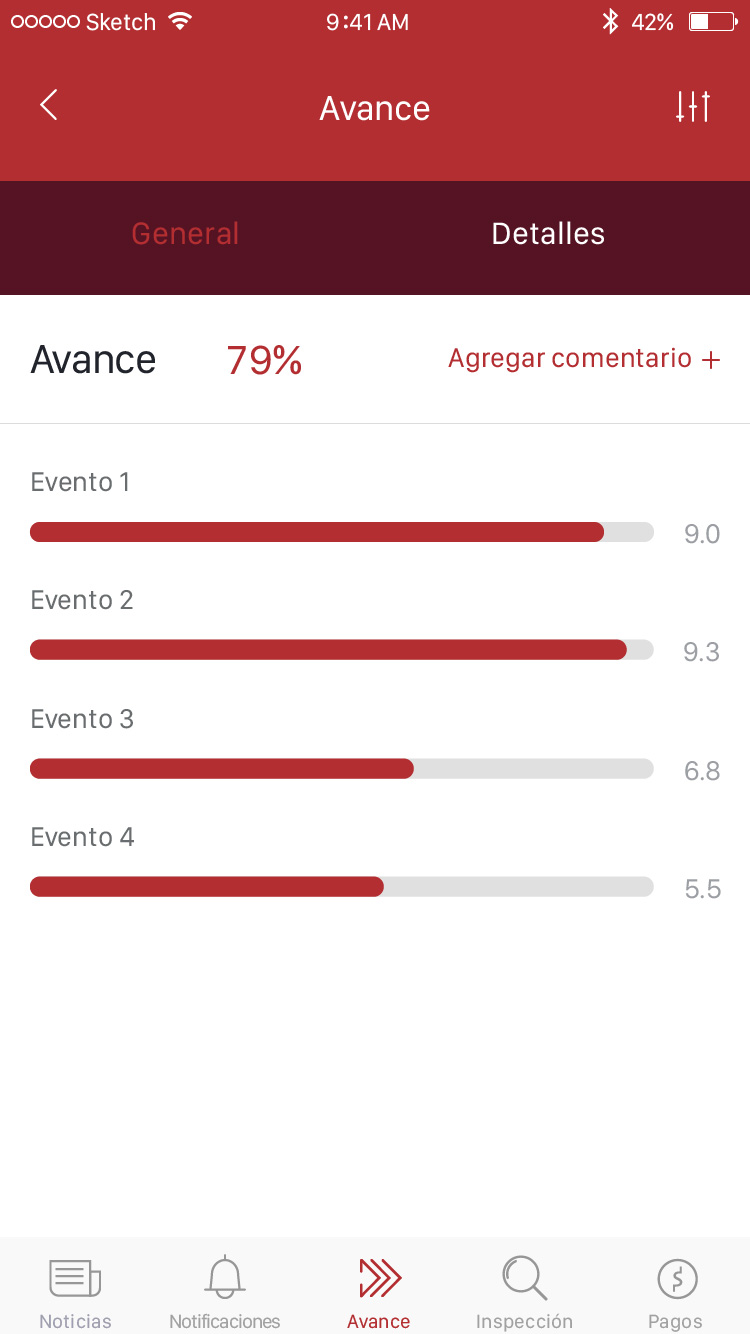 Sketch 9:41 AM 42%
Avance
General Detalles
Avance 79% Agregar comentario +
Evento 1
9.0
Evento 2
9.3
Evento 3
6.8
Evento 4
5.5
Noticias Notificaciones Avance Inspección Pagos